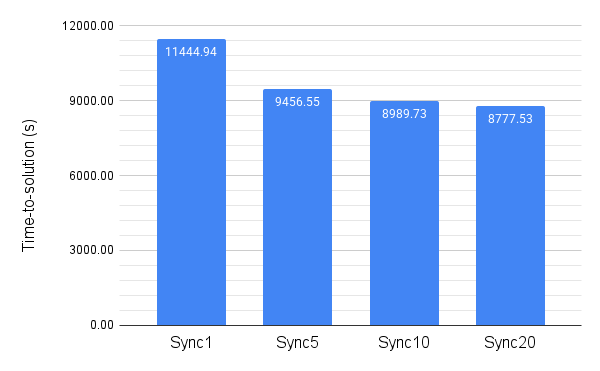 12000.00
9000.00
6000.00
3000.00
0.00
Time-to-solution (s)
11444.94
9456.55
8989.73
8777.53
Sync1
Sync5
Sync10
Sync20